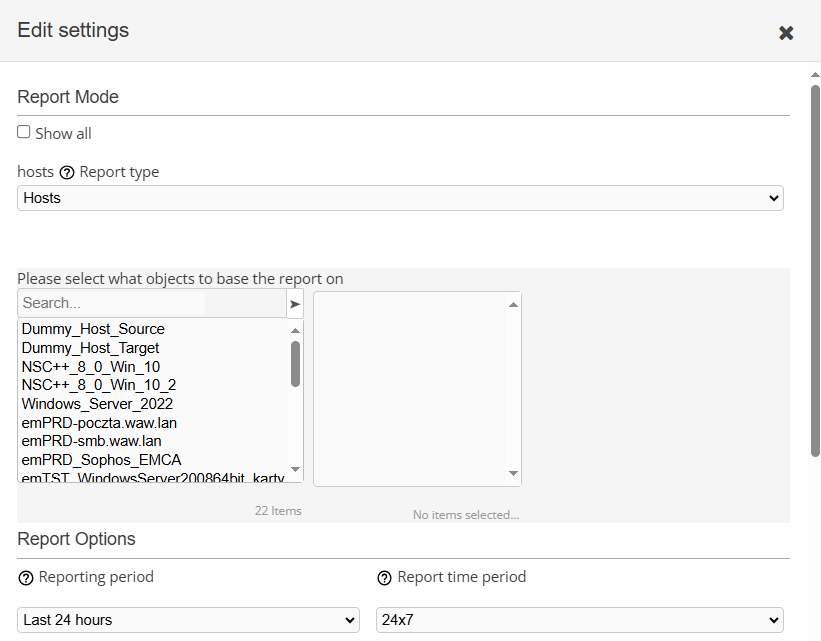 Edit settings
Report Mode
Show all
hosts Report type
Hosts
Please select what objects to base the report on
Search...
Dummy_Host_Source
Dummy_Host_Target
NSC++_8_0_Win_10
NSC++_8_0_Win_10_2
Windows_Server_2022
emPRD-poczta.waw.lan
emPRD-smb.waw.lan
emPRD_Sophos_EMCA
emTST_WindowsServer200864bit_karty
22 Items
No items selected...
Report Options
Reporting period Report time period
Last 24 hours 24x7